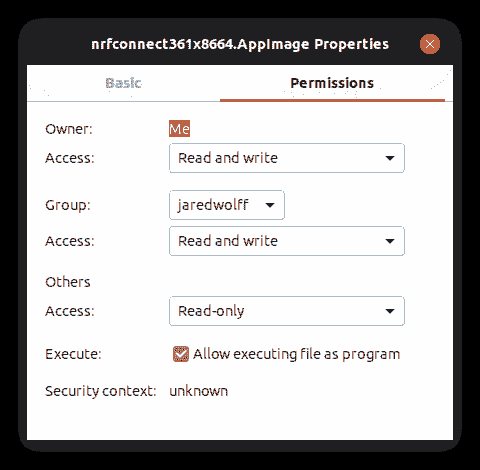 nrfconnect361x8664.AppImage Properties
Basic Permissions
Owner: Me
Access: Read and write
Group: jaredwolff
Access: Read and write
Others
Access: Read-only
Execute: Allow executing file as program
Security context: unknown